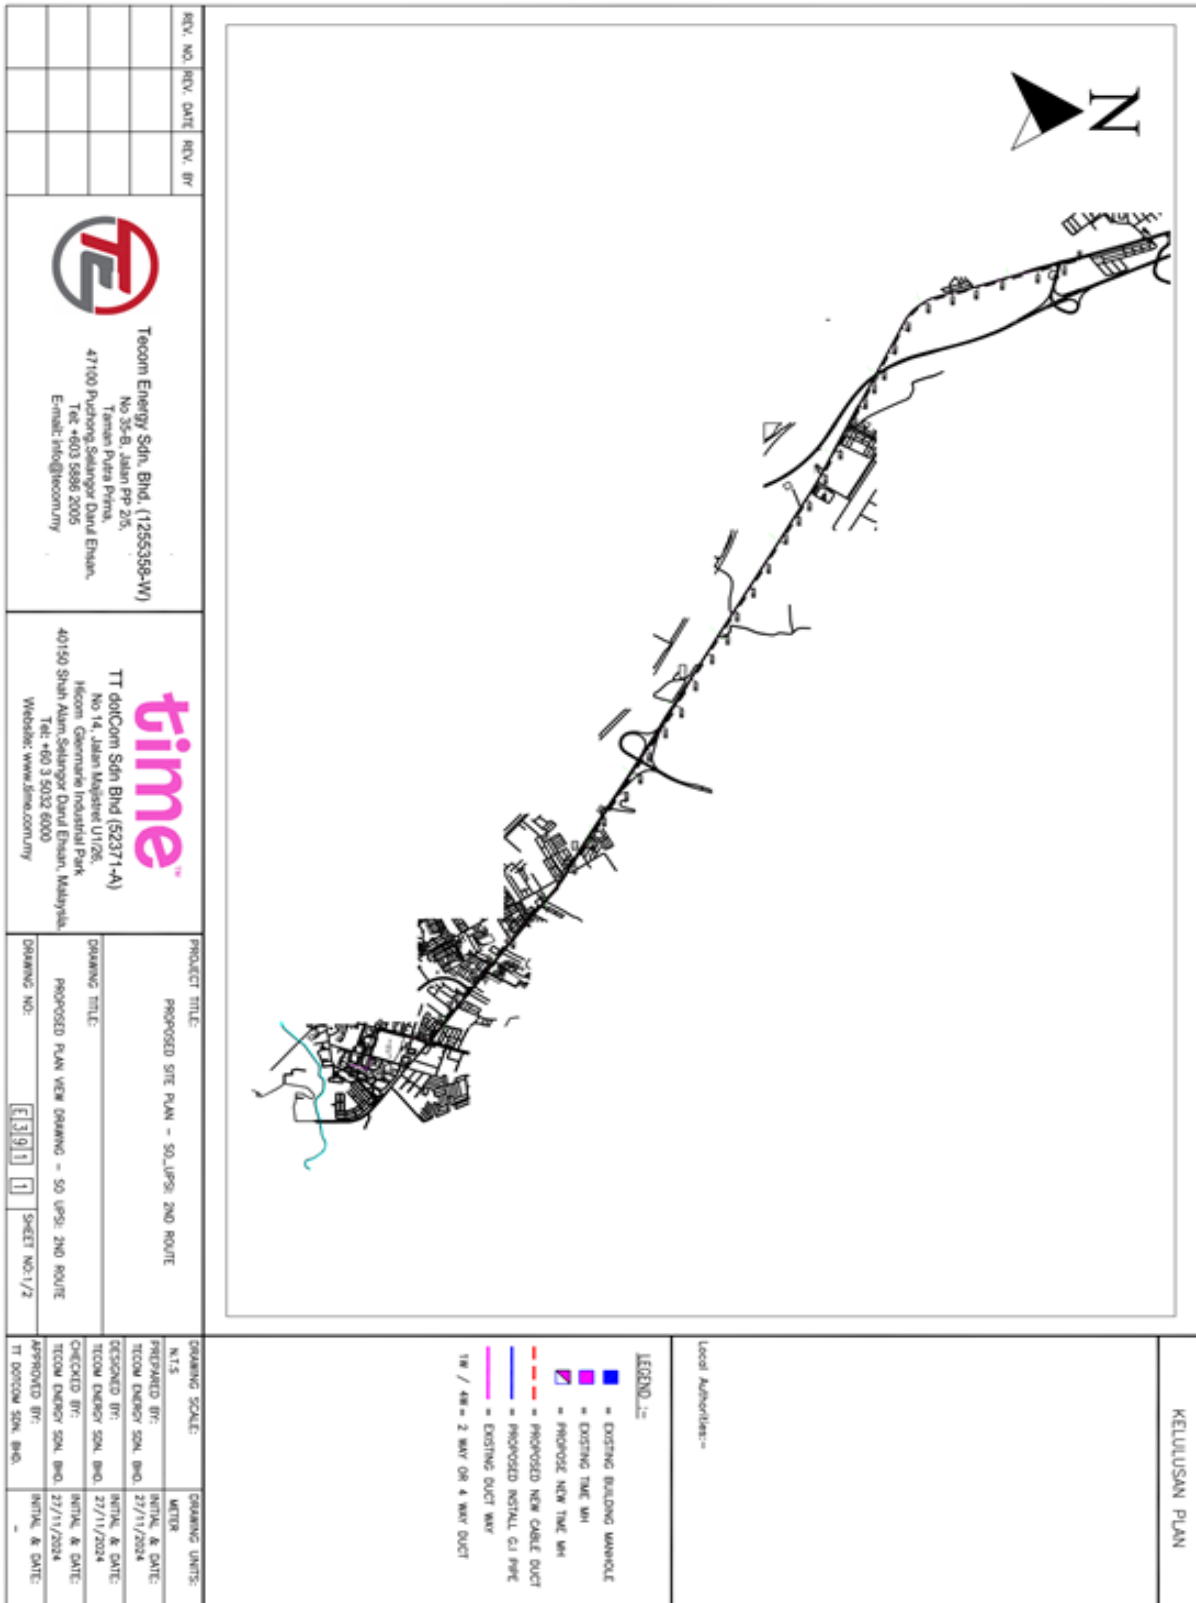 KELULUSAN PLAN
Local Authorities:-
LEGEND :-
= EXISTING BUILDING MANHOLE
= EXISTING TIME MH
= PROPOSE NEW TIME MH
= PROPOSED NEW CABLE DUCT
= PROPOSED INSTALL G.I PIPE
= EXISTING DUCT WAY
1W / 4W = 2 WAY OR 4 WAY DUCT
N
REV. NO.
REV. DATE
REV. BY
TE
Tecom Energy Sdn. Bhd. (1255358-W)
No 35-B, Jalan PP 2/5,
Taman Putra Prima,
47100 Puchong,Selangor Darul Ehsan,
Tel: +603 5886 2005
E-mail: info@tecom.my
time™
TT dotCom Sdn Bhd (52371-A)
No 14, Jalan Majistret U1/26,
Hicom Glenmarie Industrial Park
40150 Shah Alam,Selangor Darul Ehsan, Malaysia.
Tel: +60 3 5032 6000
Website: www.time.com.my
PROJECT TITLE:
PROPOSED SITE PLAN - SO_UPSI: 2ND ROUTE
DRAWING TITLE:
PROPOSED PLAN VIEW DRAWING - SO UPSI: 2ND ROUTE
DRAWING NO:
E 3 9 1 1
SHEET NO:1/2
DRAWING SCALE:
N.T.S
DRAWING UNITS:
METER
PREPARED BY:
TECOM ENERGY SDN. BHD.
INITIAL & DATE:
27/11/2024
DESIGNED BY:
TECOM ENERGY SDN. BHD.
INITIAL & DATE:
27/11/2024
CHECKED BY:
TECOM ENERGY SDN. BHD.
INITIAL & DATE:
27/11/2024
APPROVED BY:
TT DOTCOM SDN. BHD.
INITIAL & DATE:
-